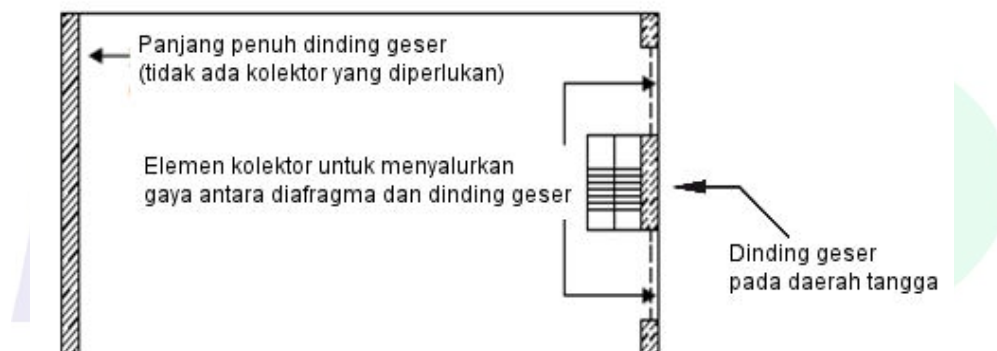 Panjang penuh dinding geser
(tidak ada kolektor yang diperlukan)
Elemen kolektor untuk menyalurkan
gaya antara diafragma dan dinding geser
Dinding geser
pada daerah tangga